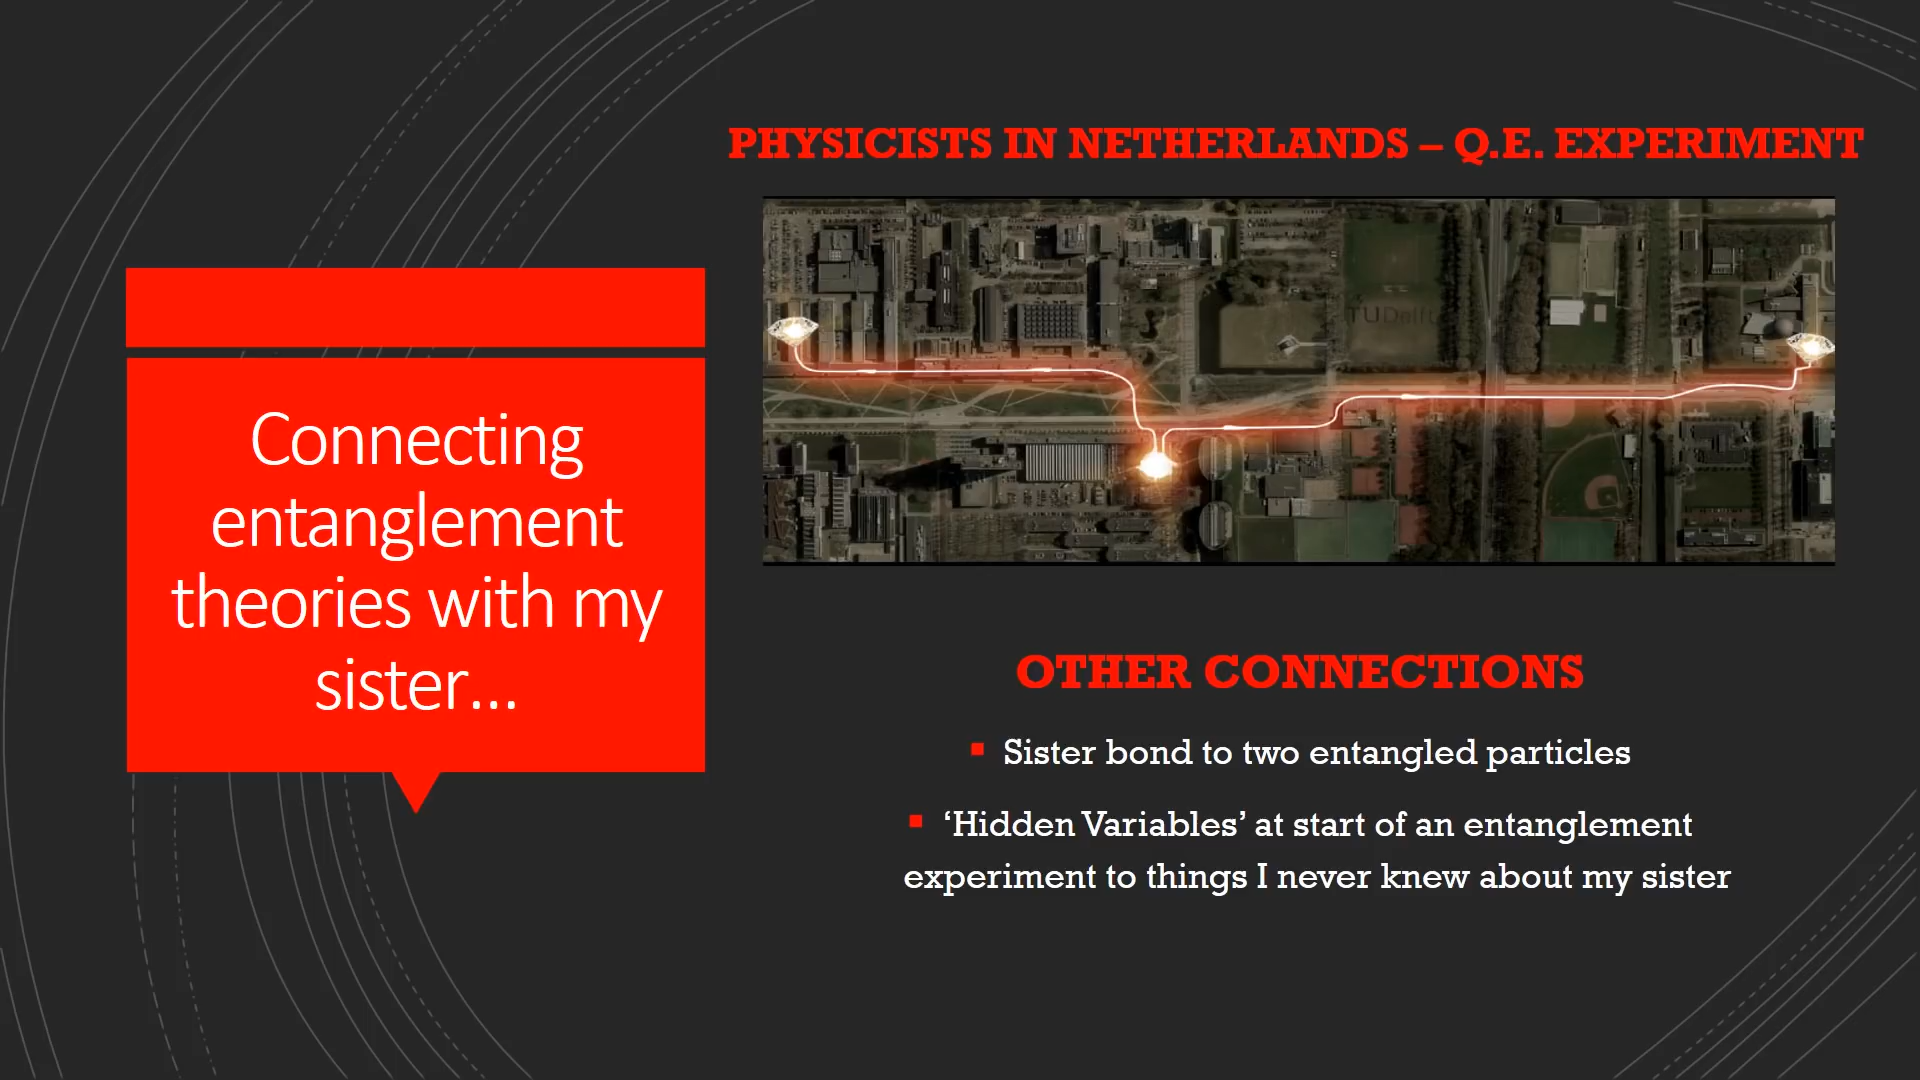 PHYSICISTS IN NETHERLANDS – Q.E. EXPERIMENT
TUDelft
Connecting
entanglement
theories with my
sister...
OTHER CONNECTIONS
Sister bond to two entangled particles
‘Hidden Variables’ at start of an entanglement
experiment to things I never knew about my sister